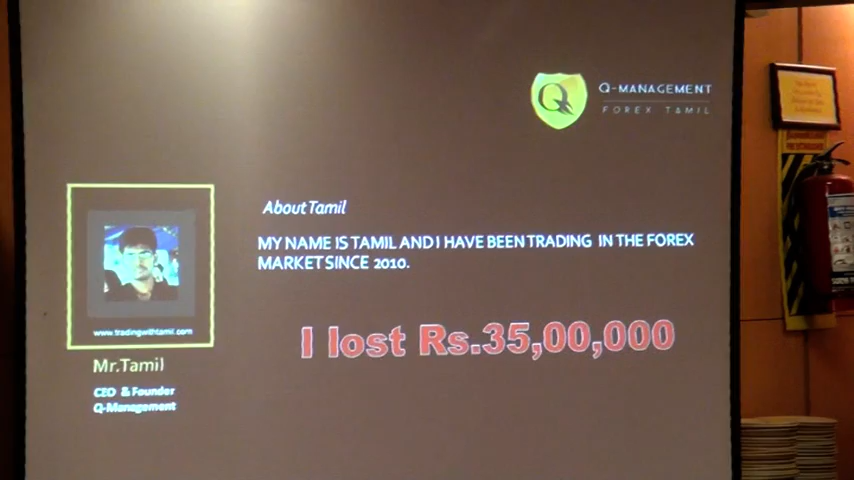 Q-MANAGEMENT
FOREX TAMIL
About Tamil
MY NAME IS TAMIL AND I HAVE BEEN TRADING IN THE FOREX
MARKET SINCE 2010.
www.tradingwithtamil.com
I lost Rs.35,00,000
Mr.Tamil
CEO & Founder
Q-Management